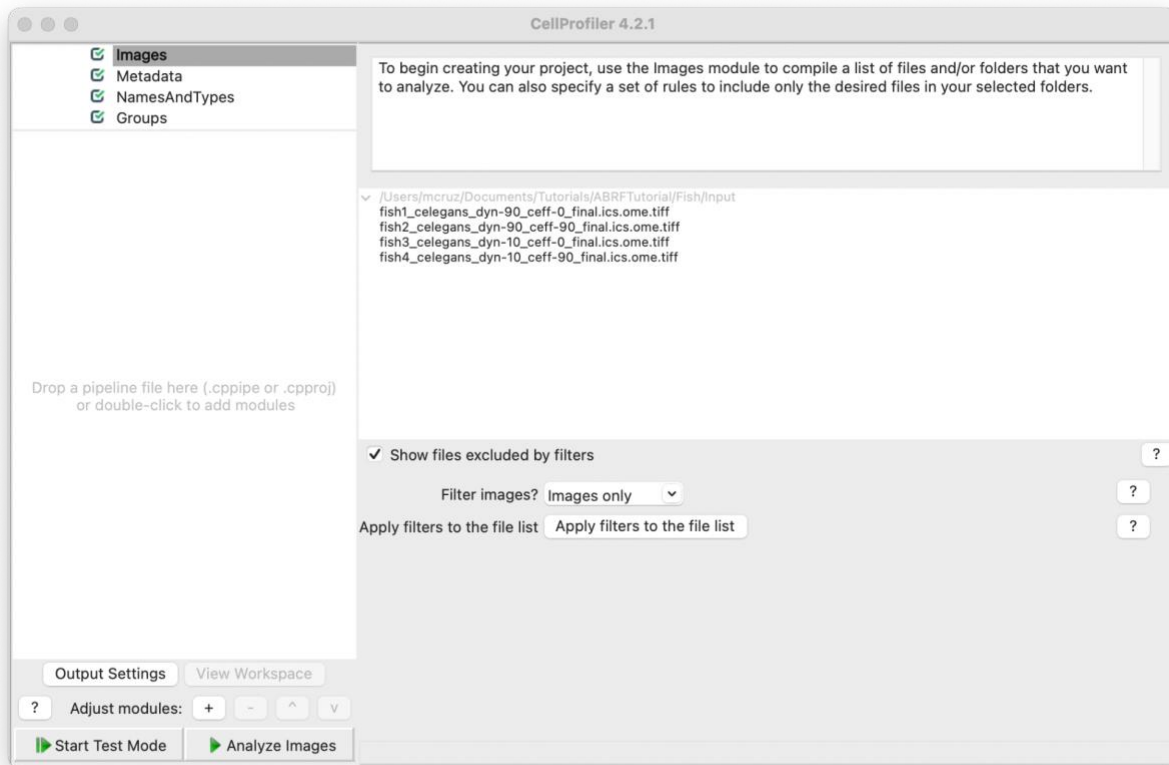 CellProfiler 4.2.1
Images
Metadata
NamesAndTypes
Groups
To begin creating your project, use the Images module to compile a list of files and/or folders that you want
to analyze. You can also specify a set of rules to include only the desired files in your selected folders.
/Users/mcruz/Documents/Tutorials/ABRFTutorial/Fish/Input
fish1_celegans_dyn-90_ceff-0_final.ics.ome.tiff
fish2_celegans_dyn-90_ceff-90_final.ics.ome.tiff
fish3_celegans_dyn-10_ceff-0_final.ics.ome.tiff
fish4_celegans_dyn-10_ceff-90_final.ics.ome.tiff
Drop a pipeline file here (.cppipe or .cpproj)
or double-click to add modules
Show files excluded by filters ?
Filter images? Images only ?
Apply filters to the file list Apply filters to the file list ?
Output Settings View Workspace
? Adjust modules: + - ^ v
Start Test Mode Analyze Images